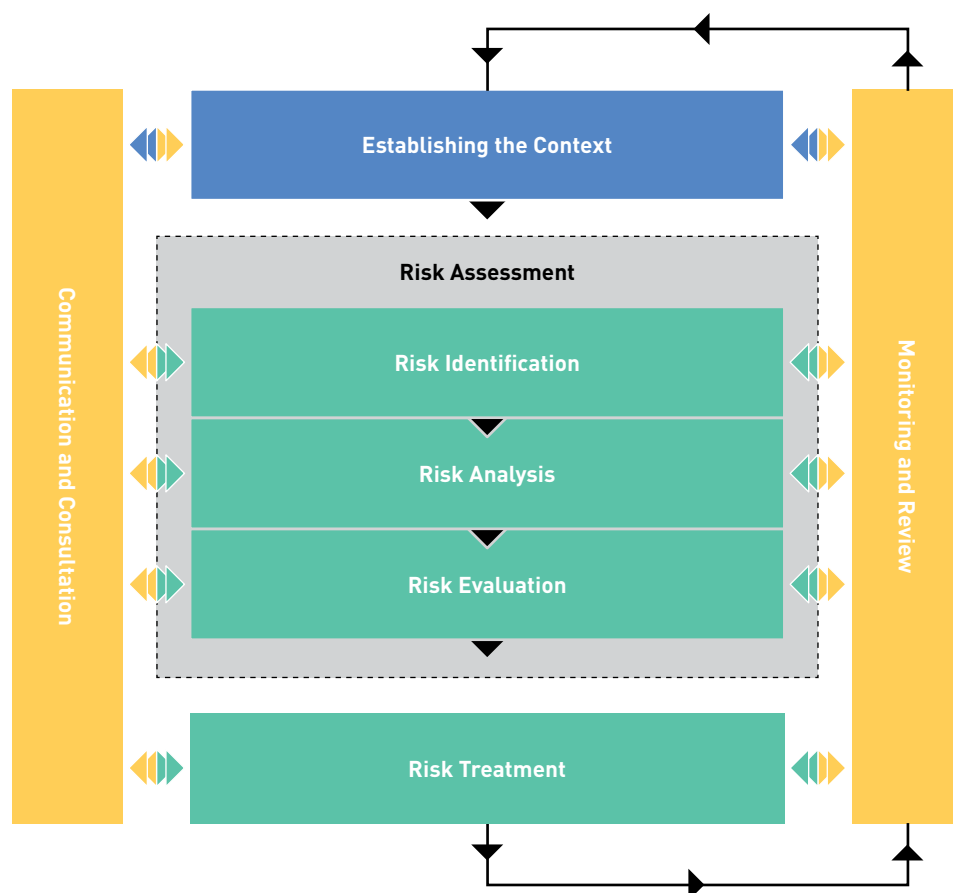 Establishing the Context
Communication and Consultation
Risk Assessment
Risk Identification
Risk Analysis
Risk Evaluation
Monitoring and Review
Risk Treatment